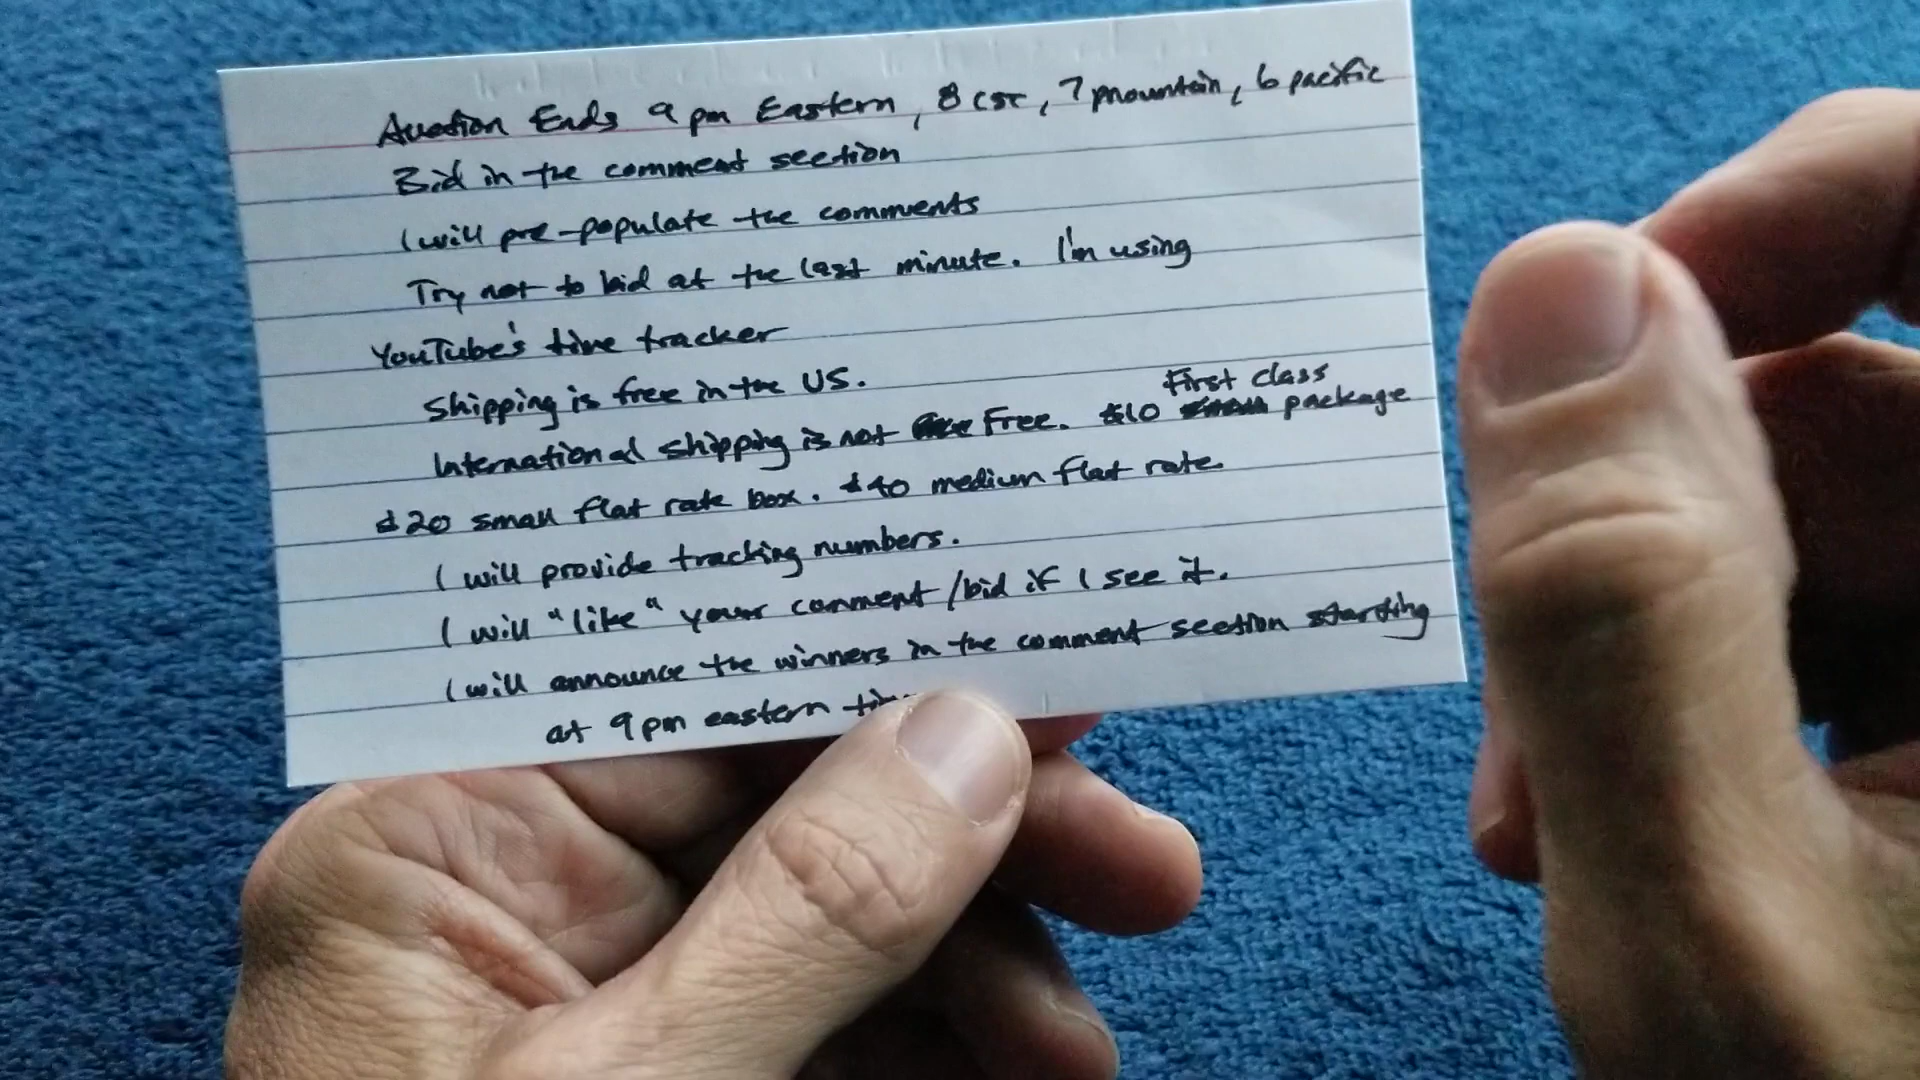 Auction Ends 9 pm Eastern, 8 CST, 7 mountain, 6 pacific
Bid in the comment section
I will pre-populate the comments
Try not to bid at the last minute. I'm using
YouTube's time tracker
Shipping is free in the US.
First class
International shipping is not Free. $10 package
$20 small flat rate box. $40 medium flat rate.
I will provide tracking numbers.
I will "like" your comment/bid if I see it.
I will announce the winners in the comment section starting
at 9pm eastern